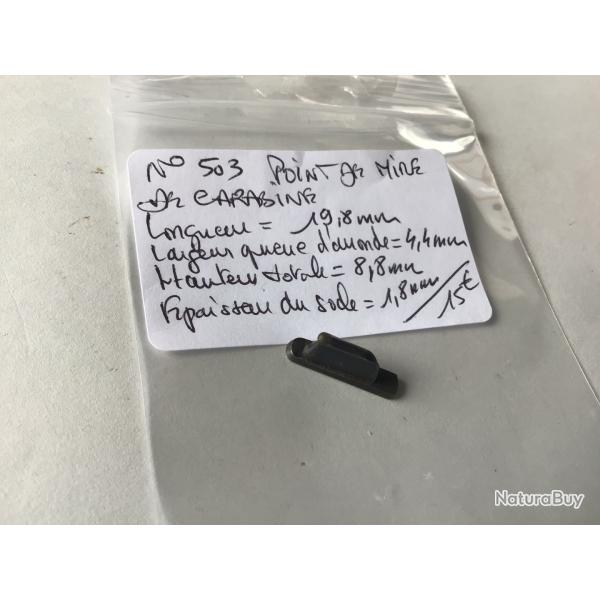 N° 503 POINT DE MIRE
DE CARABINE
Longueur = 19,8mm
Largeur queue d'aronde = 4,4mm
Hauteur totale = 8,8mm
Epaisseur du socle = 1,8mm / 15€
NaturaBuy